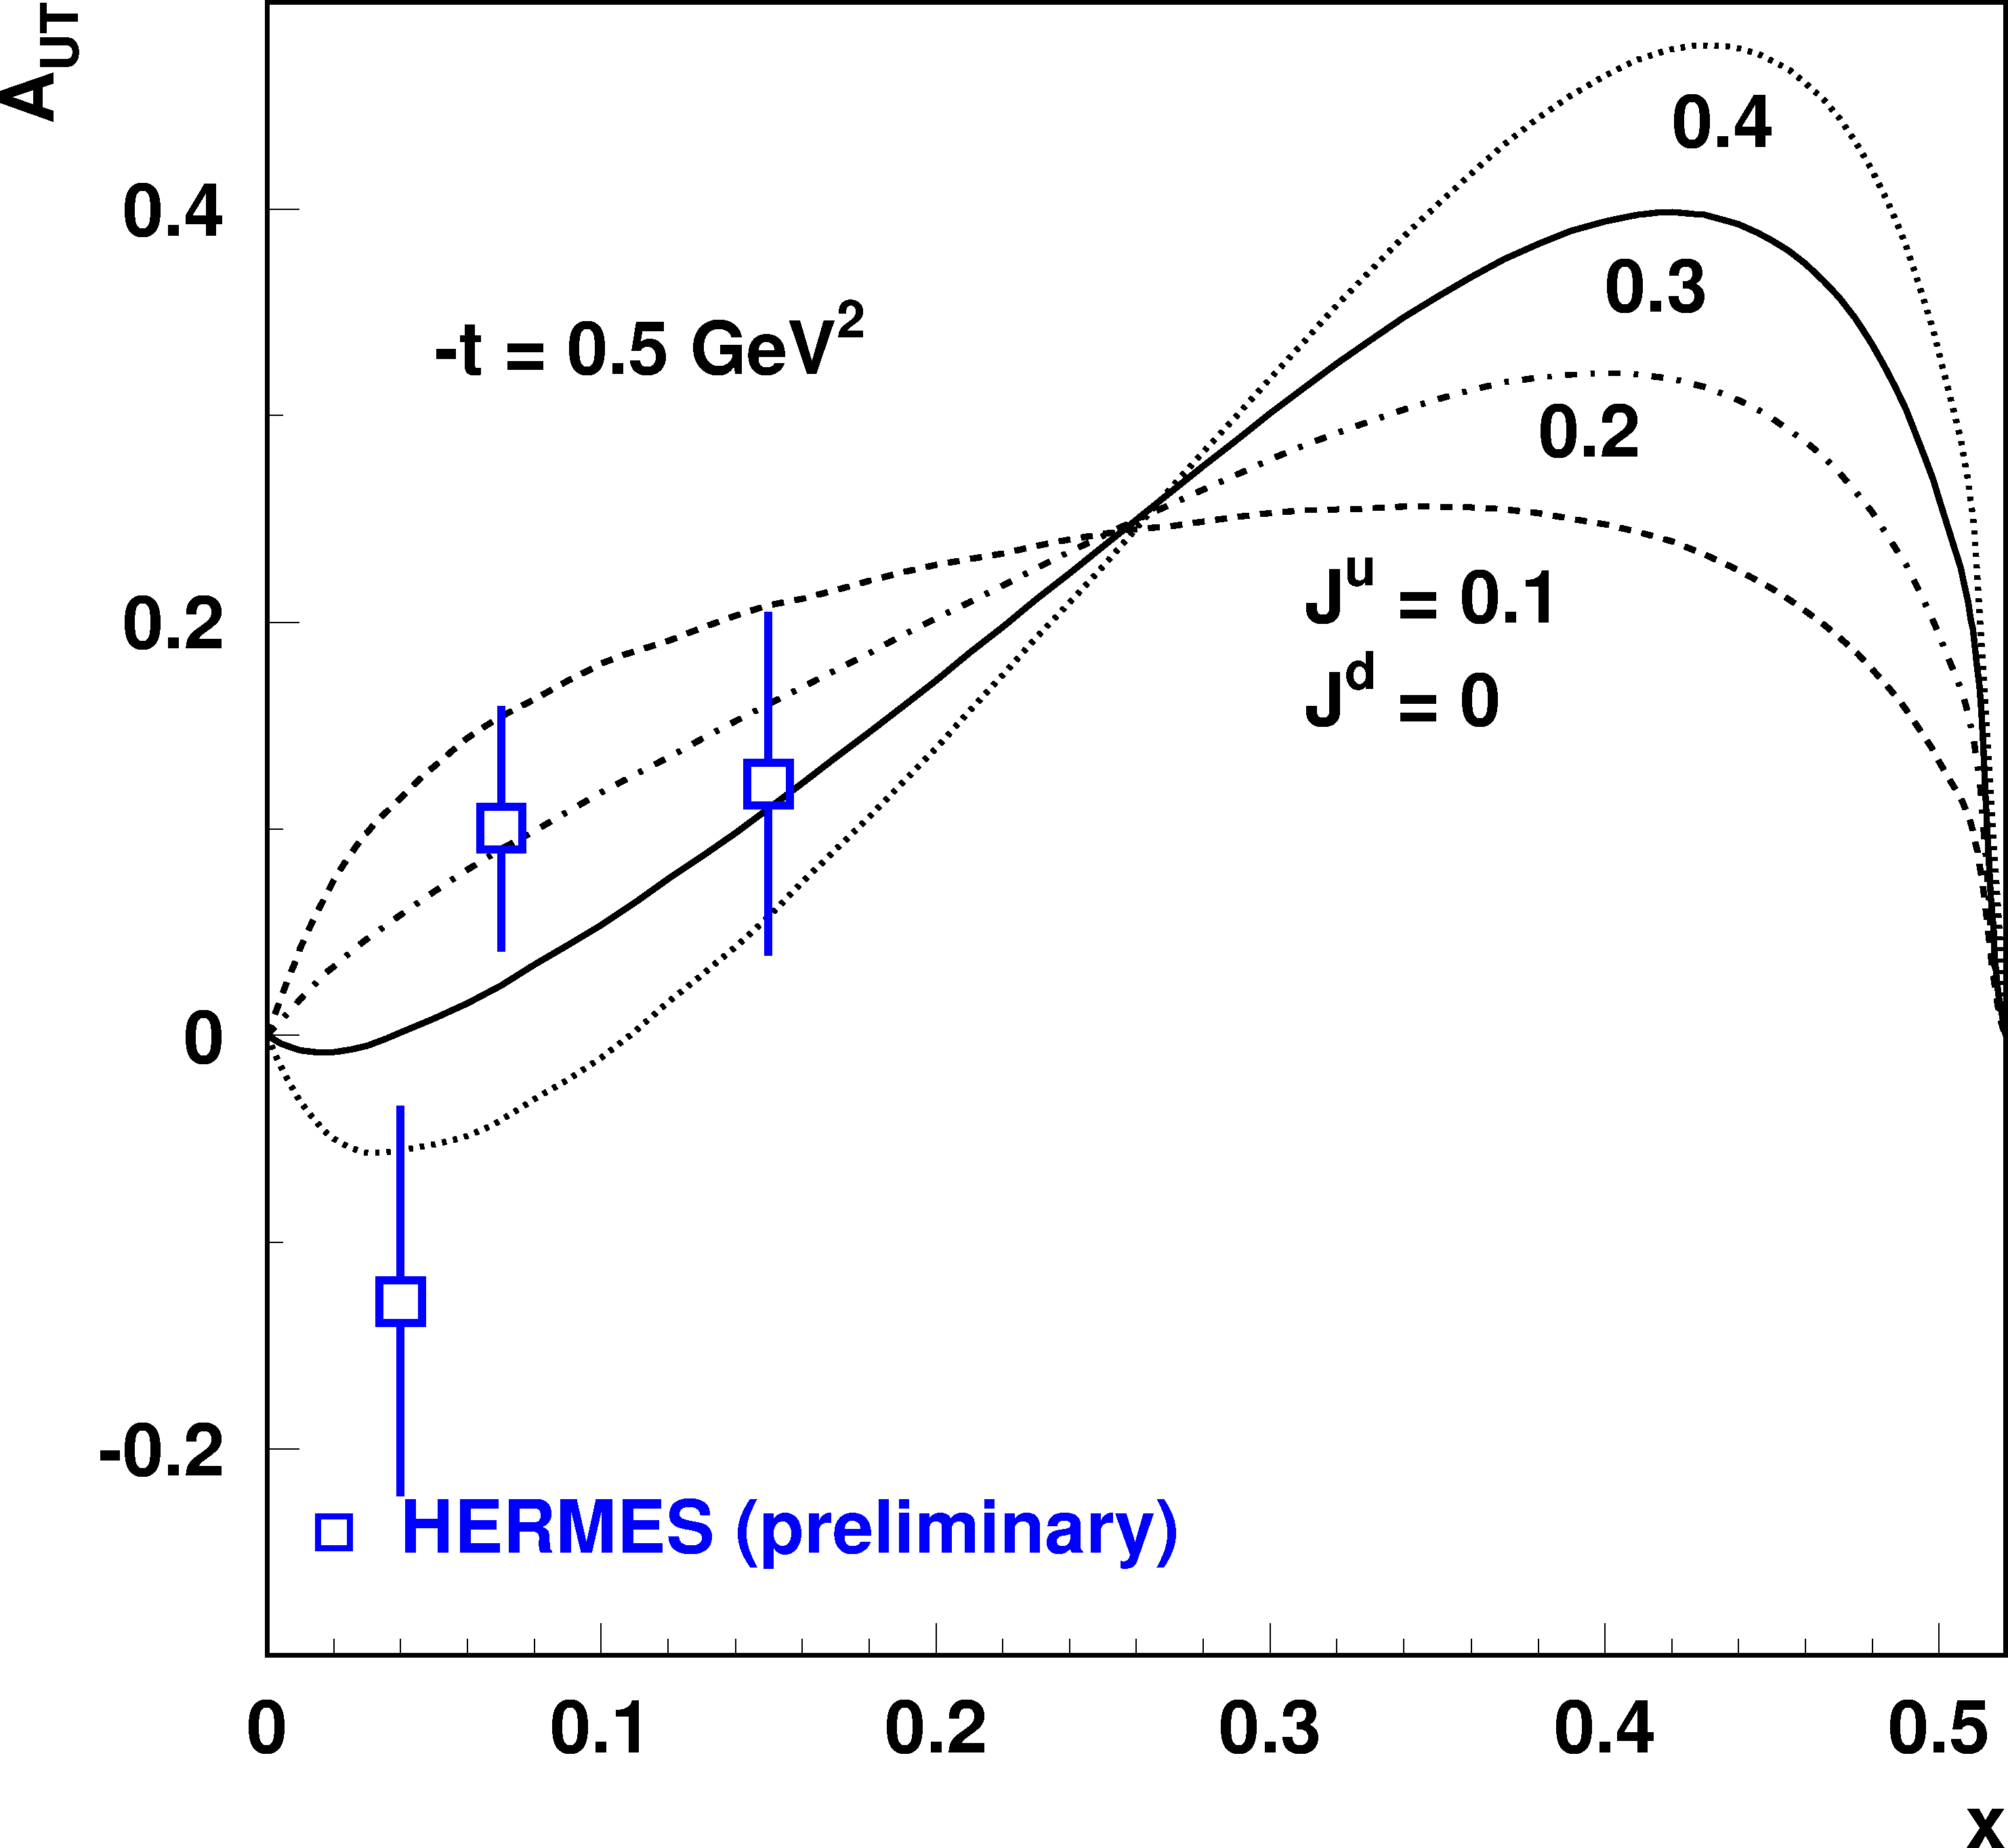 A_UT
0.4
0.4
0.3
-t = 0.5 GeV²
0.2
J^u = 0.1
0.2
J^d = 0
0
-0.2
HERMES (preliminary)
0 0.1 0.2 0.3 0.4 0.5
x